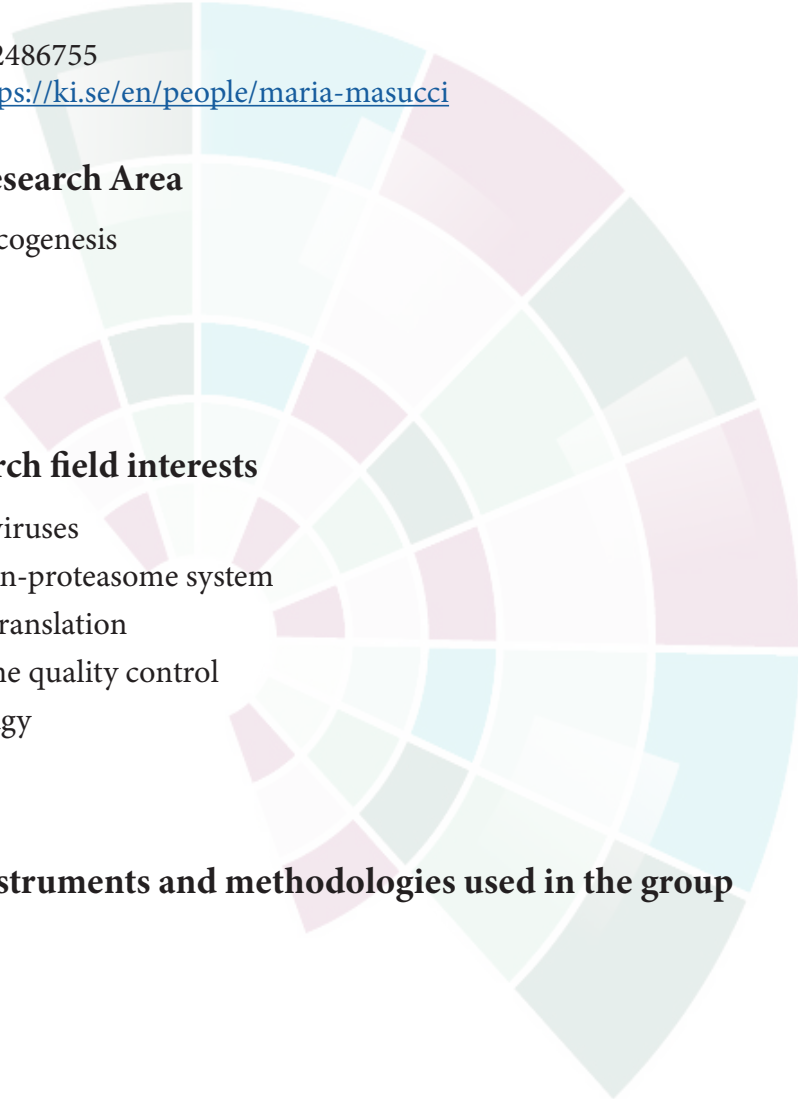 2486755
ps://ki.se/en/people/maria-masucci
esearch Area
cogenesis
rch field interests
viruses
n-proteasome system
ranslation
ne quality control
gy
struments and methodologies used in the group